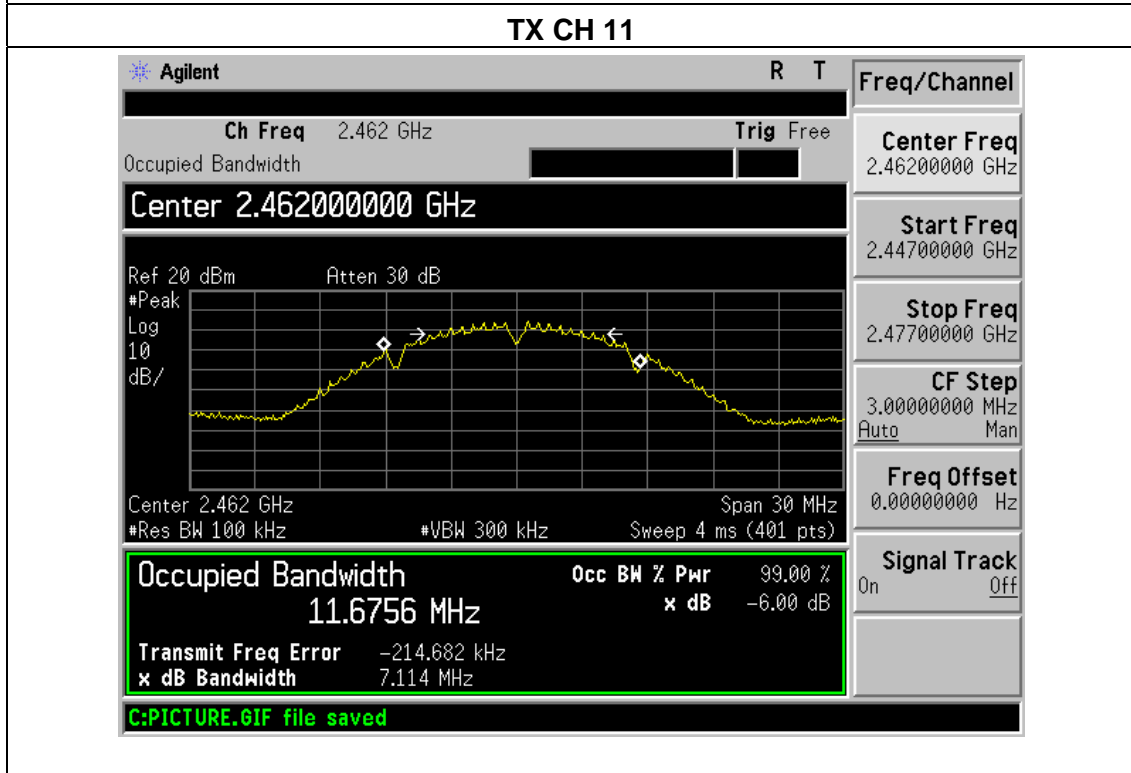 TX CH 11
Agilent R T
Freq/Channel
Ch Freq 2.462 GHz Trig Free
Occupied Bandwidth
Center 2.462000000 GHz
Ref 20 dBm Atten 30 dB
#Peak
Log
10
dB/
Center 2.462 GHz Span 30 MHz
#Res BW 100 kHz #VBW 300 kHz Sweep 4 ms (401 pts)
Occupied Bandwidth Occ BW % Pwr 99.00 %
11.6756 MHz x dB -6.00 dB
Transmit Freq Error -214.682 kHz
x dB Bandwidth 7.114 MHz
C:PICTURE.GIF file saved
Center Freq
2.46200000 GHz
Start Freq
2.44700000 GHz
Stop Freq
2.47700000 GHz
CF Step
3.00000000 MHz
Auto Man
Freq Offset
0.00000000 Hz
Signal Track
On Off